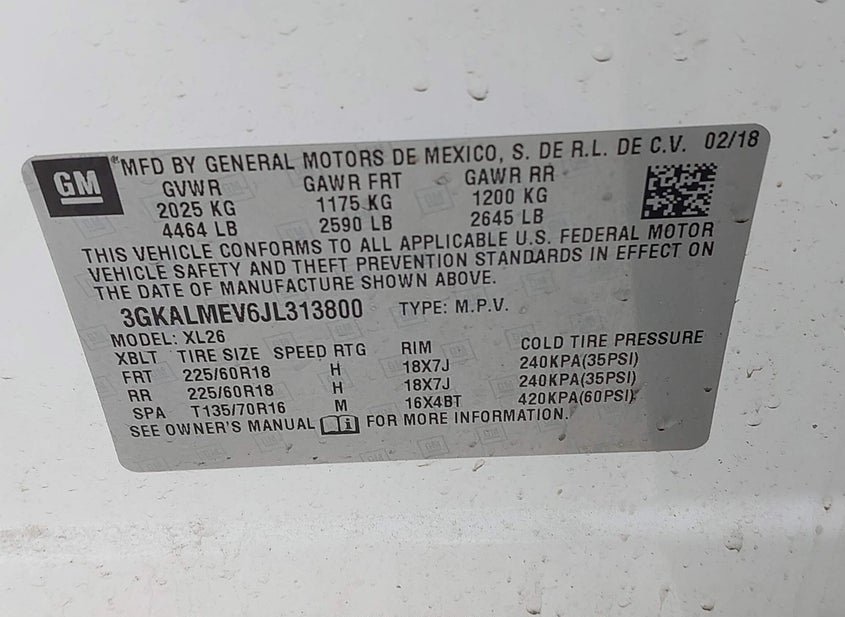 GM
MFD BY GENERAL MOTORS DE MEXICO, S. DE R.L. DE C.V. 02/18
GVWR GAWR FRT GAWR RR
2025 KG 1175 KG 1200 KG
4464 LB 2590 LB 2645 LB
THIS VEHICLE CONFORMS TO ALL APPLICABLE U.S. FEDERAL MOTOR
VEHICLE SAFETY AND THEFT PREVENTION STANDARDS IN EFFECT ON
THE DATE OF MANUFACTURE SHOWN ABOVE.
3GKALMEV6JL313800 TYPE: M.P.V.
MODEL: XL26
XBLT TIRE SIZE SPEED RTG RIM COLD TIRE PRESSURE
FRT 225/60R18 H 18X7J 240KPA(35PSI)
RR 225/60R18 H 18X7J 240KPA(35PSI)
SPA T135/70R16 M 16X4BT 420KPA(60PSI)
SEE OWNER'S MANUAL i FOR MORE INFORMATION.